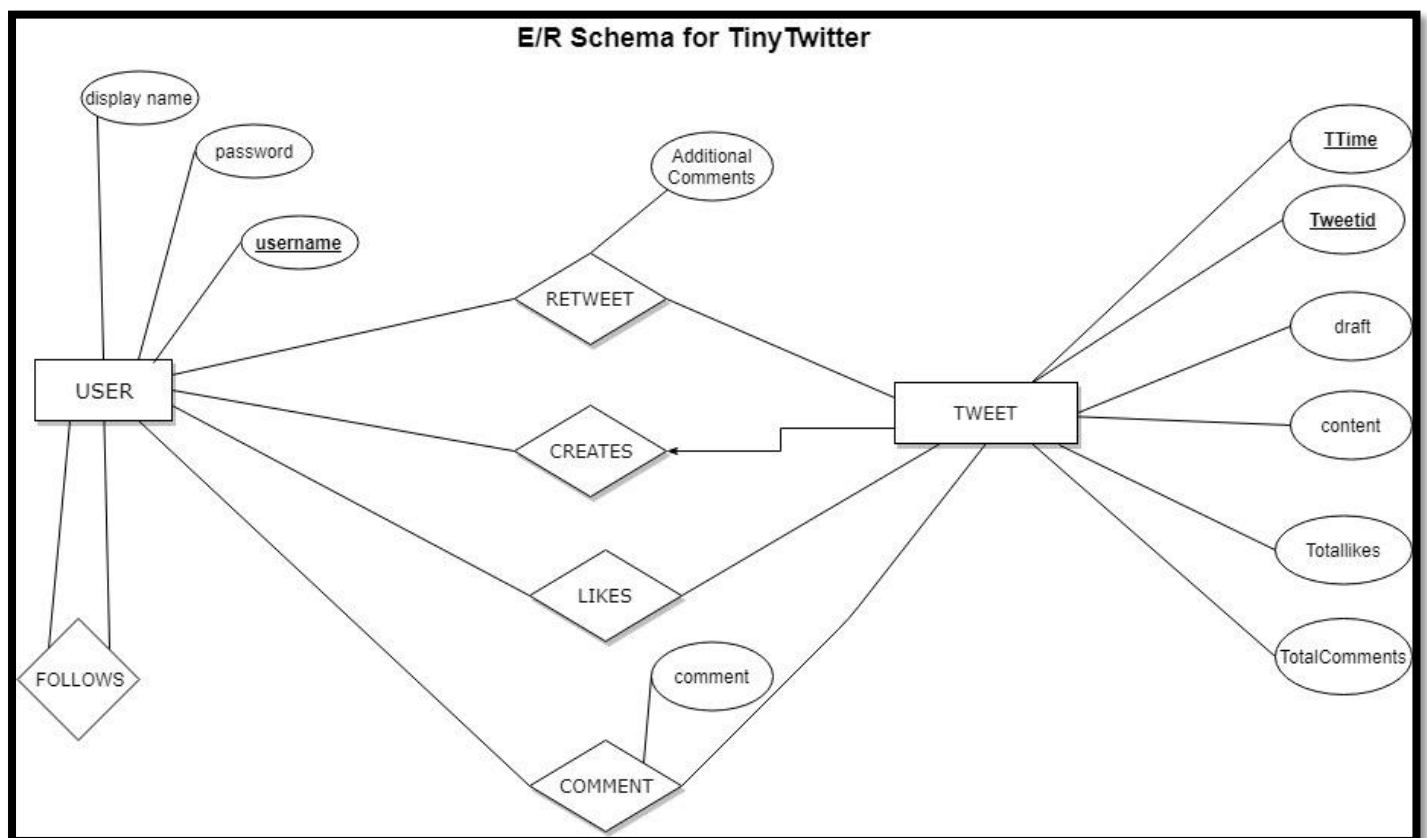 E/R Schema for TinyTwitter
display name
password
username
Additional
Comments
TTime
Tweetid
RETWEET
draft
USER
TWEET
content
CREATES
Totallikes
LIKES
TotalComments
FOLLOWS
comment
COMMENT